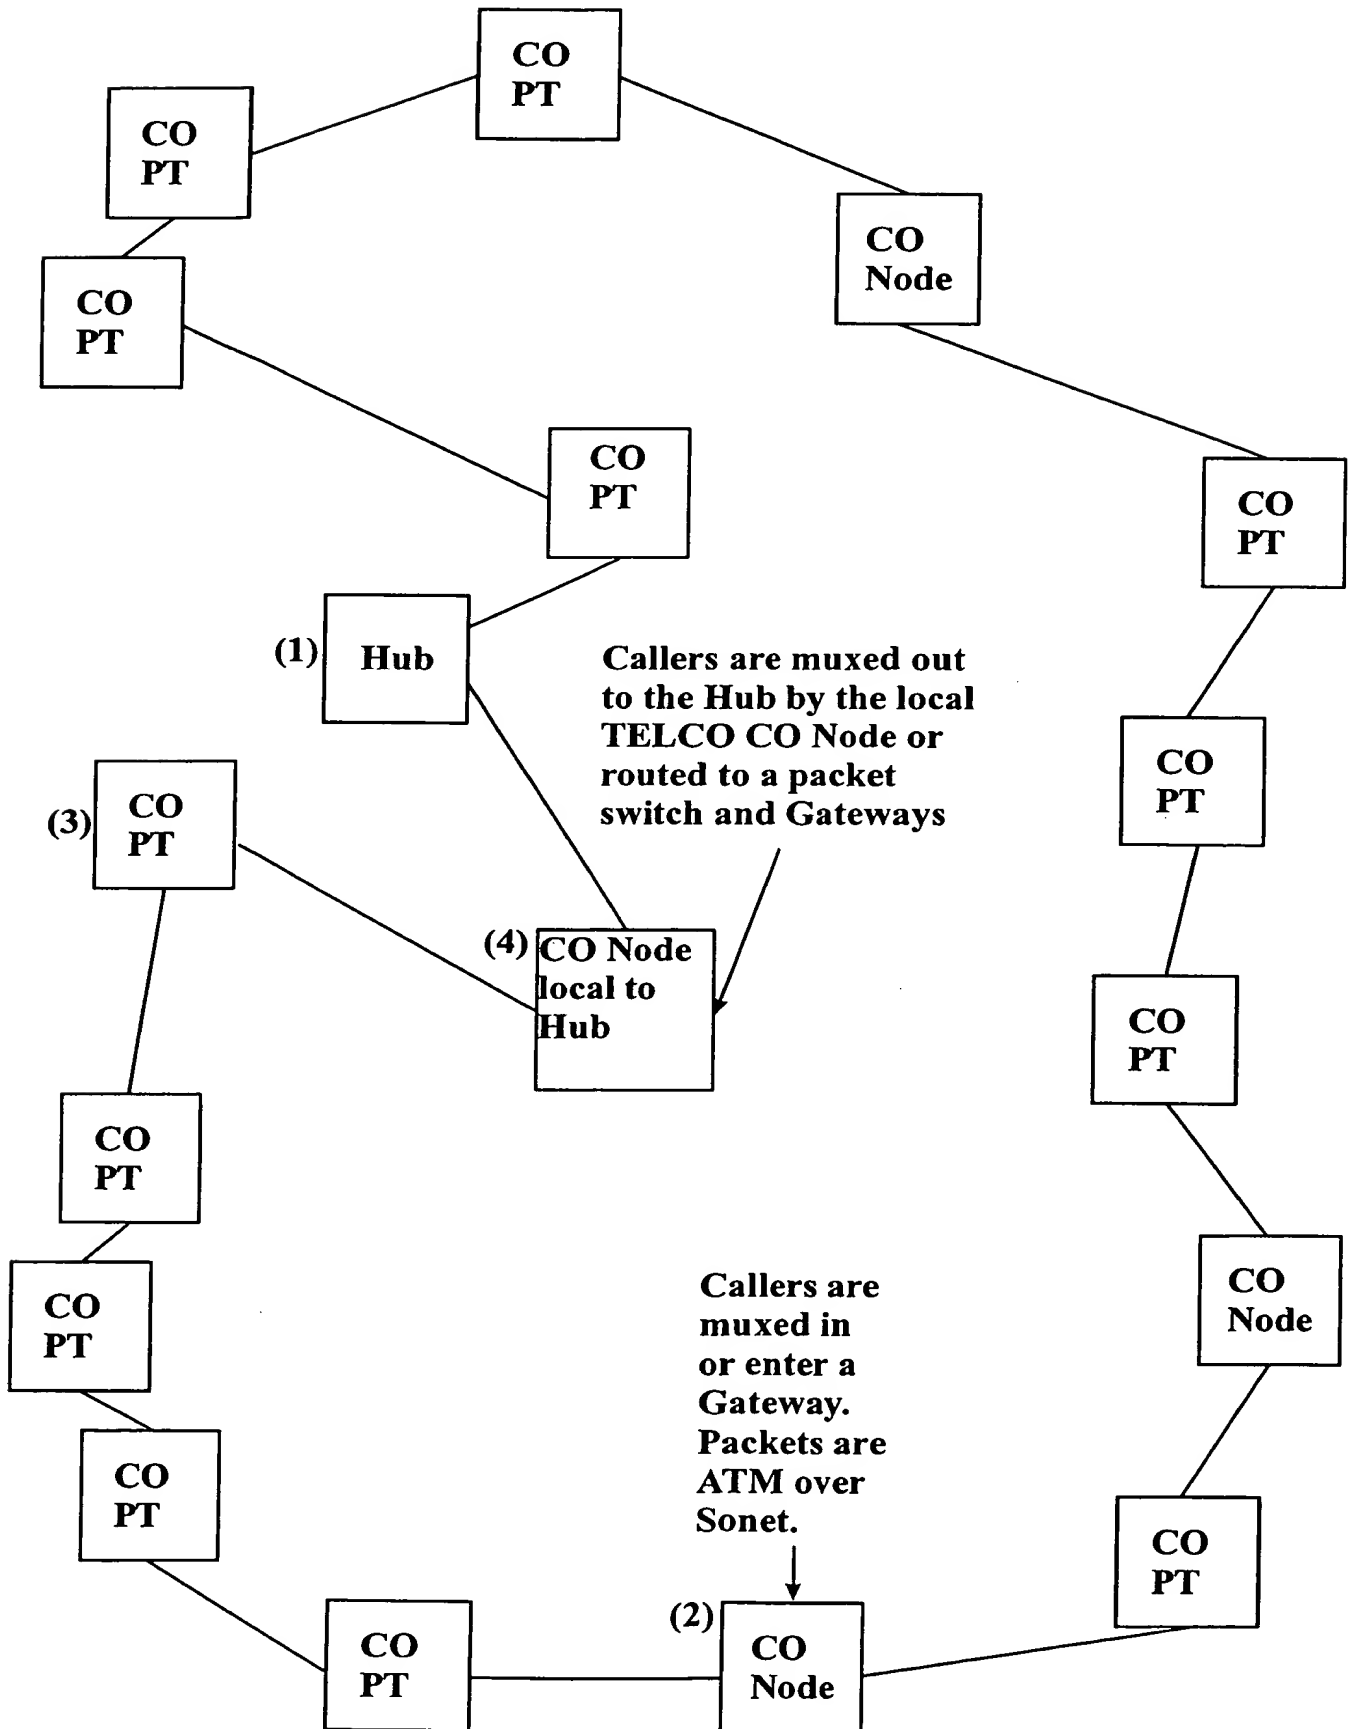 CO
PT
CO
PT
CO
Node
CO
PT
CO
PT
CO
PT
(1)
Hub
Callers are muxed out
to the Hub by the local
TELCO CO Node or
routed to a packet
switch and Gateways
CO
PT
(3)
CO
PT
(4)
CO Node
local to
Hub
CO
PT
CO
PT
CO
Node
CO
PT
Callers are
muxed in
or enter a
Gateway.
Packets are
ATM over
Sonet.
CO
PT
CO
PT
(2)
CO
Node
CO
PT